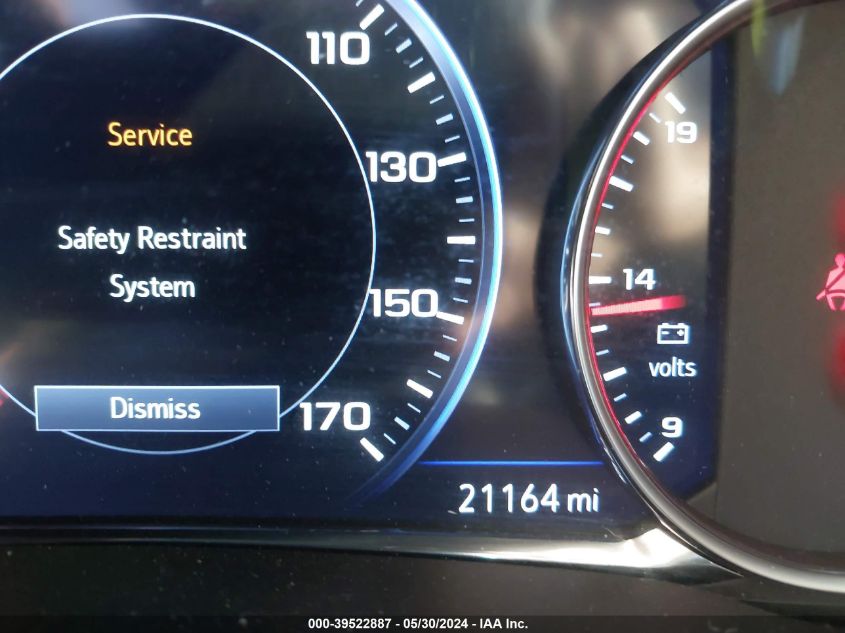 110
Service
130
Safety Restraint
System
150
Dismiss
170
19
14
volts
9
21164 mi
000-39522887 - 05/30/2024 - IAA Inc.